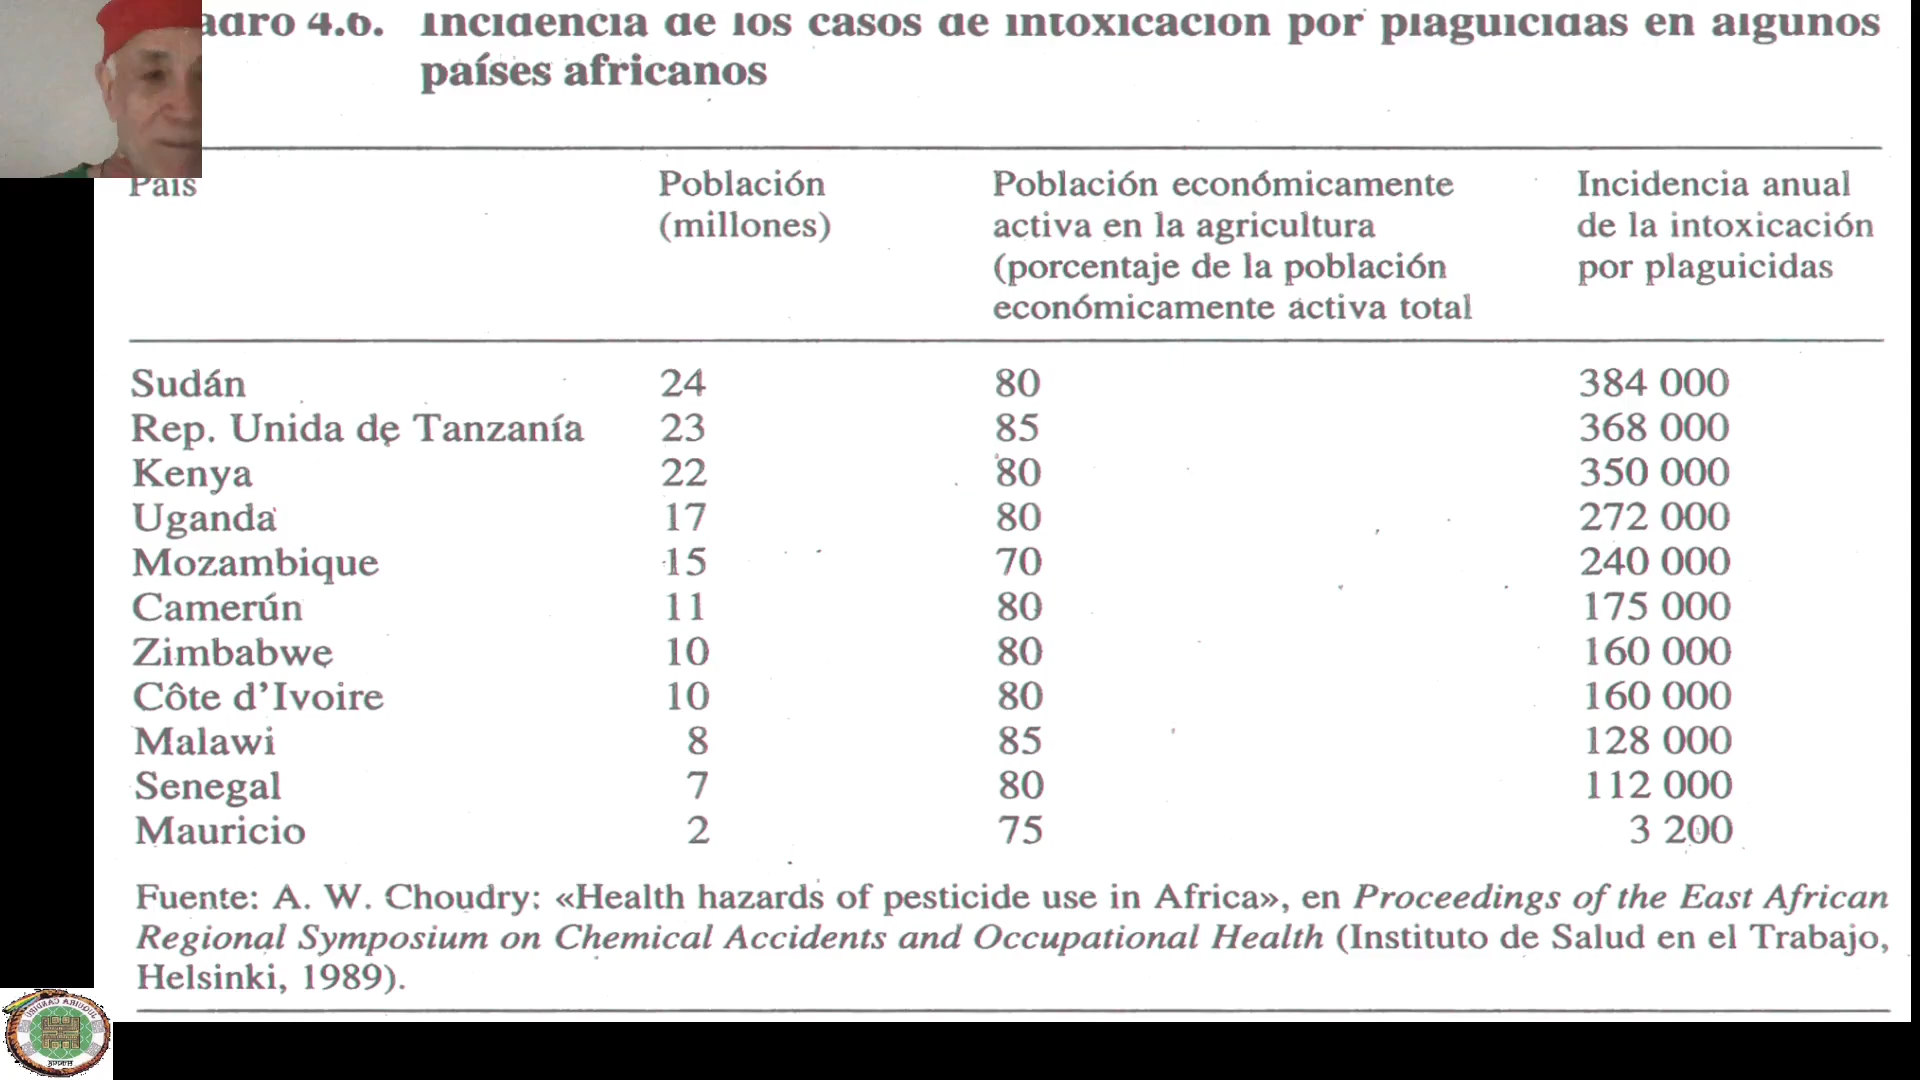 adro 4.6. Incidencia de los casos de intoxicación por plaguicidas en algunos
países africanos
País
Población
(millones)
Población económicamente
activa en la agricultura
(porcentaje de la población
económicamente activa total
Incidencia anual
de la intoxicación
por plaguicidas
Sudán 24 80 384 000
Rep. Unida de Tanzanía 23 85 368 000
Kenya 22 80 350 000
Uganda 17 80 272 000
Mozambique 15 70 240 000
Camerún 11 80 175 000
Zimbabwe 10 80 160 000
Côte d'Ivoire 10 80 160 000
Malawi 8 85 128 000
Senegal 7 80 112 000
Mauricio 2 75 3 200
Fuente: A. W. Choudry: «Health hazards of pesticide use in Africa», en Proceedings of the East African
Regional Symposium on Chemical Accidents and Occupational Health (Instituto de Salud en el Trabajo,
Helsinki, 1989).
JUQUIRA CANDIRU